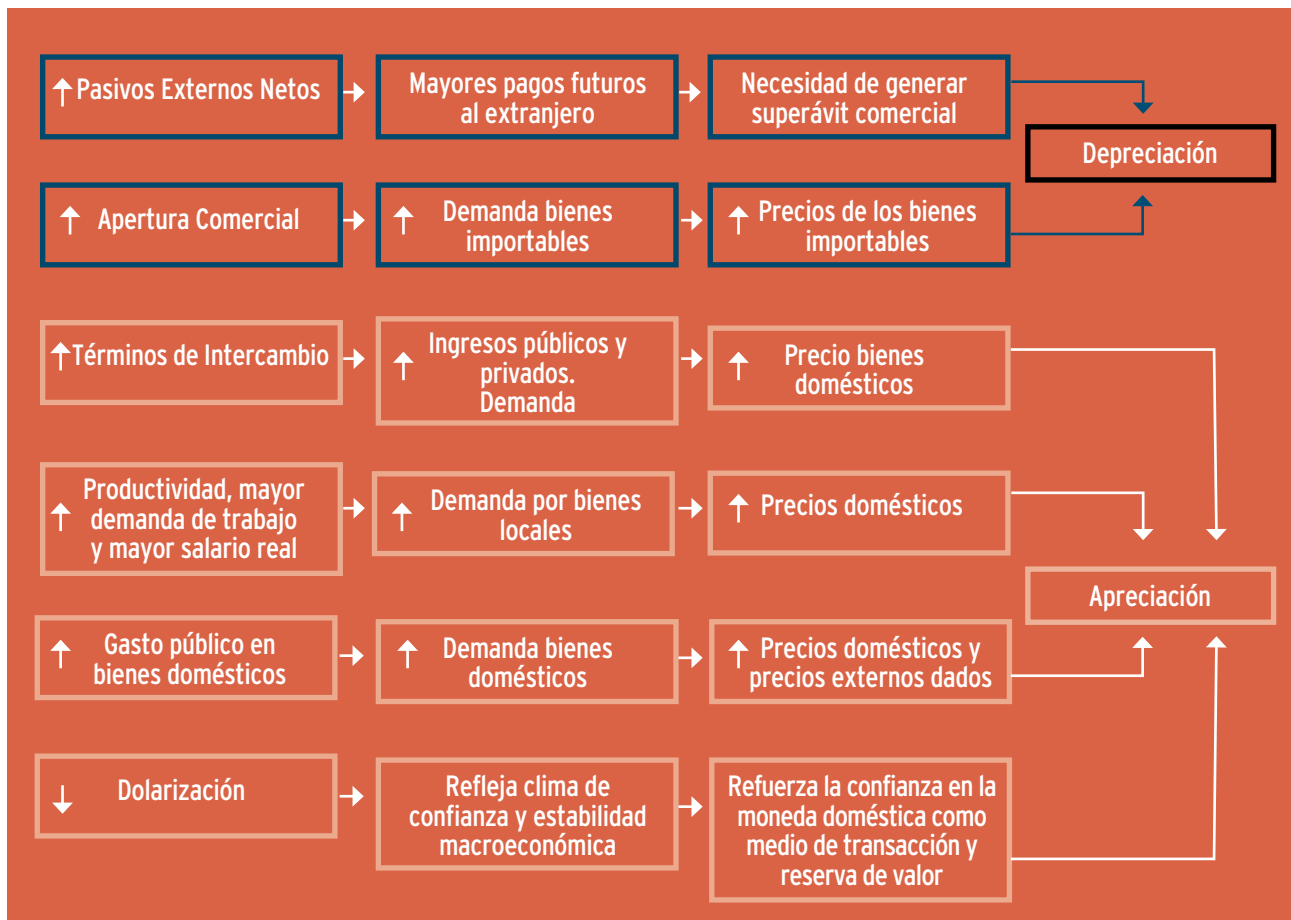 ↑ Pasivos Externos Netos
Mayores pagos futuros
al extranjero
Necesidad de generar
superávit comercial
Depreciación
↑ Apertura Comercial
↑ Demanda bienes
importables
↑ Precios de los bienes
importables
↑ Términos de Intercambio
↑ Ingresos públicos y
privados.
Demanda
↑ Precio bienes
domésticos
↑ Productividad, mayor
demanda de trabajo
y mayor salario real
↑ Demanda por bienes
locales
↑ Precios domésticos
Apreciación
↑ Gasto público en
bienes domésticos
↑ Demanda bienes
domésticos
↑ Precios domésticos y
precios externos dados
↓ Dolarización
Refleja clima de
confianza y estabilidad
macroeconómica
Refuerza la confianza en la
moneda doméstica como
medio de transacción y
reserva de valor